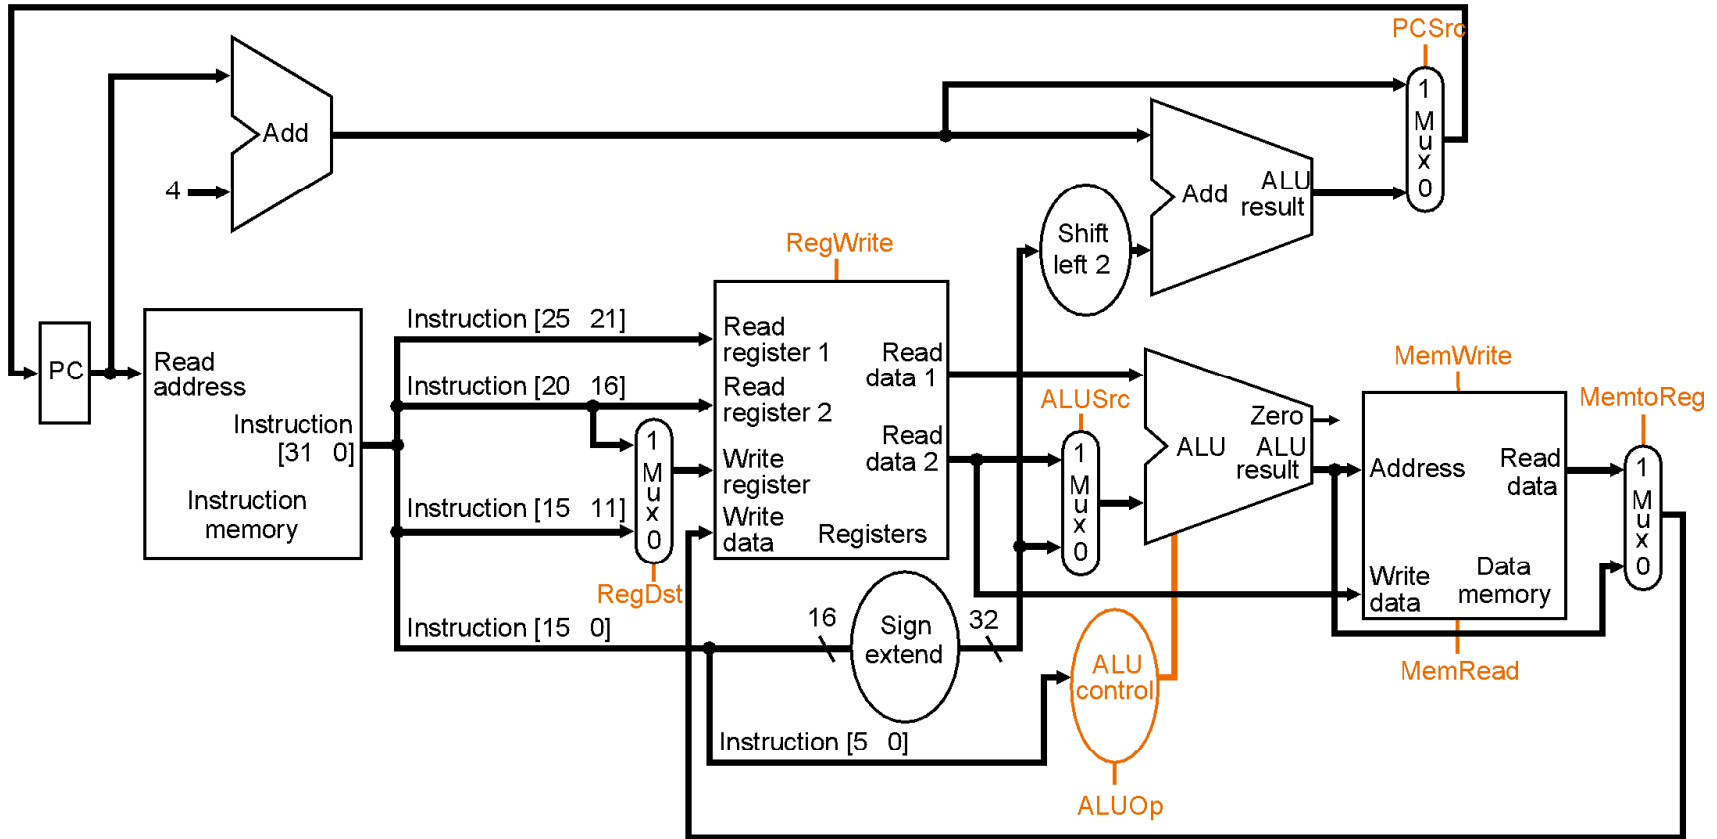 PCSrc
1
M
u
x
0
Add
4
Add
ALU
result
Shift
left 2
RegWrite
PC
Read
address
Instruction
[31 0]
Instruction
memory
Instruction [25 21]
Instruction [20 16]
Instruction [15 11]
Instruction [15 0]
1
M
u
x
0
RegDst
Read
register 1
Read
register 2
Write
register
Write
data
Read
data 1
Read
data 2
Registers
16
Sign
extend
32
Instruction [5 0]
ALUSrc
1
M
u
x
0
Zero
ALU
ALU
result
ALU
control
ALUOp
MemWrite
Address
Read
data
Write
data
Data
memory
MemRead
MemtoReg
1
M
u
x
0